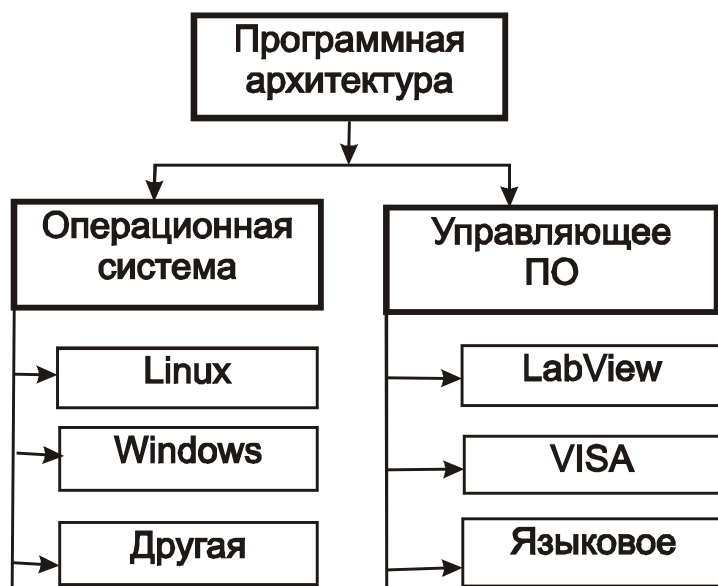 Программная
архитектура
Операционная
система
Управляющее
ПО
Linux
LabView
Windows
VISA
Другая
Языковое